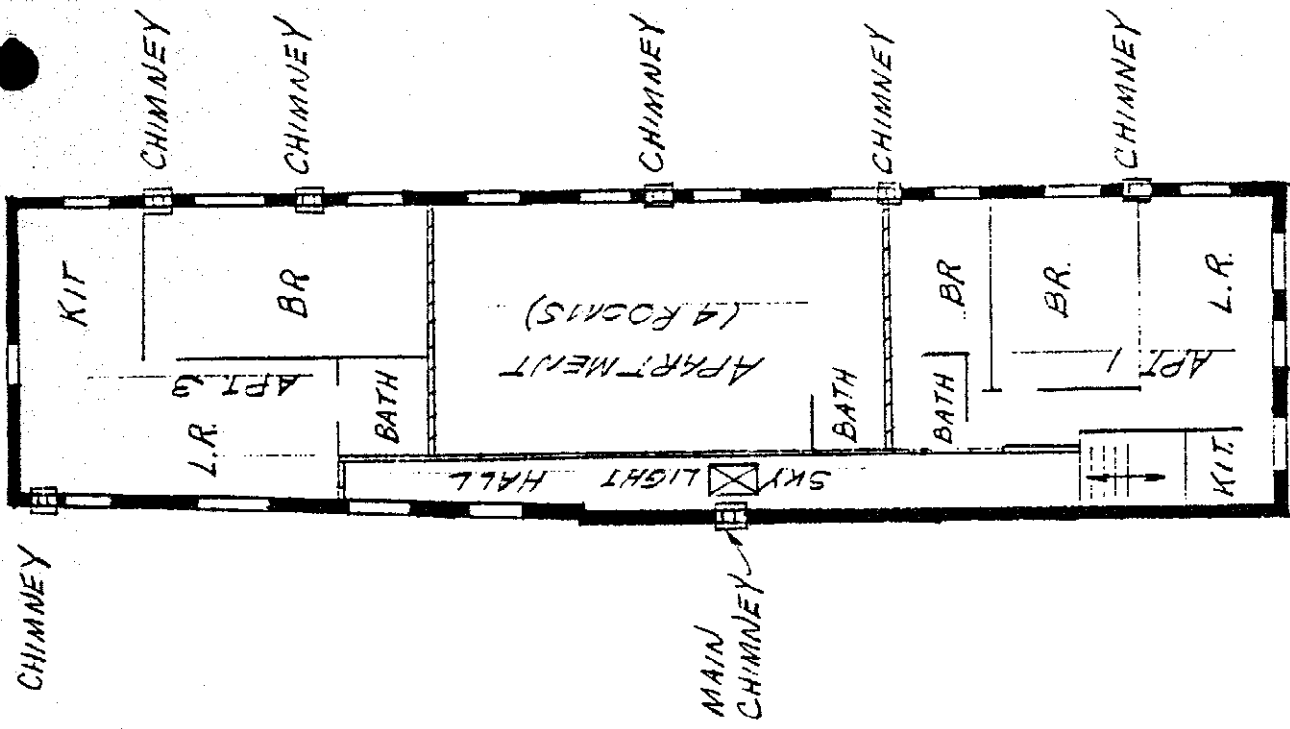 CHIMNEY
CHIMNEY
CHIMNEY
CHIMNEY
CHIMNEY
KIT
BR
BR
BR.
L.R.
APARTMENT
(4 ROOMS)
APT. 3
APT. 1
L.R.
BATH
BATH
BATH
SKY LIGHT
HALL
KIT.
CHIMNEY
MAIN
CHIMNEY